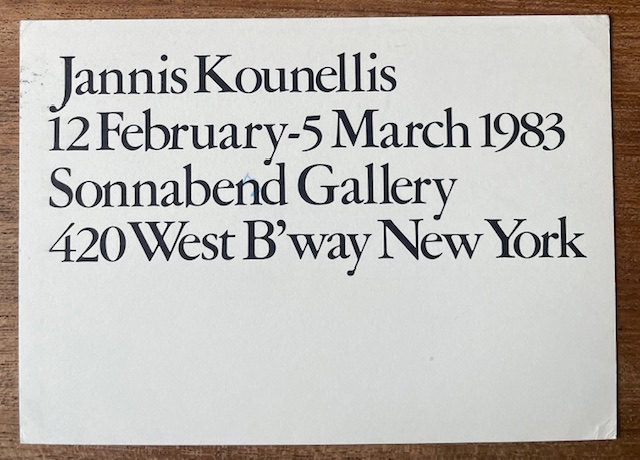 Jannis Kounellis
12 February-5 March 1983
Sonnabend Gallery
420 West B'way New York